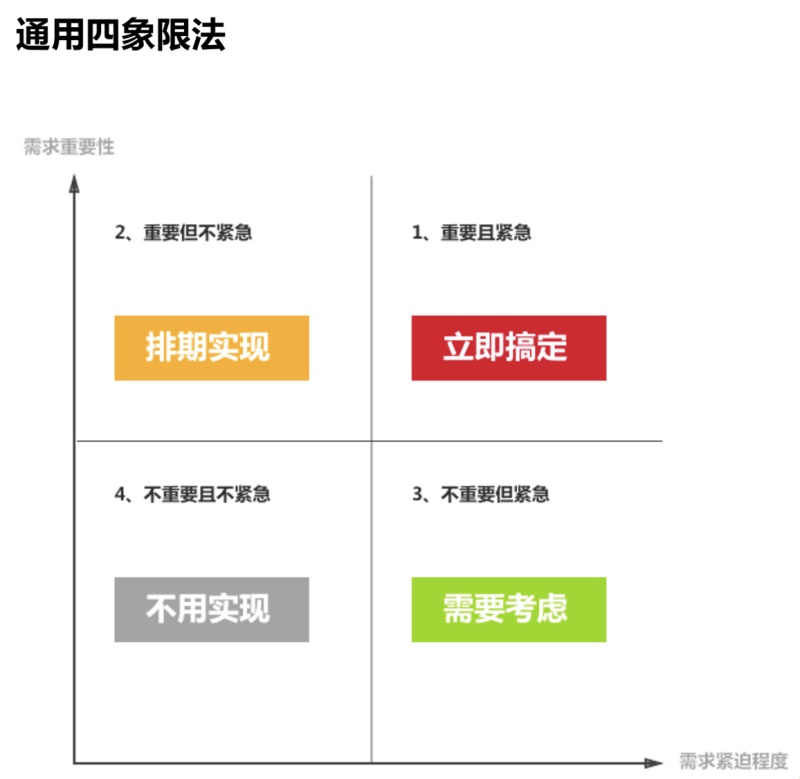 通用四象限法
需求重要性
2、重要但不紧急
1、重要且紧急
排期实现
立即搞定
4、不重要且不紧急
3、不重要但紧急
不用实现
需要考虑
需求紧迫程度